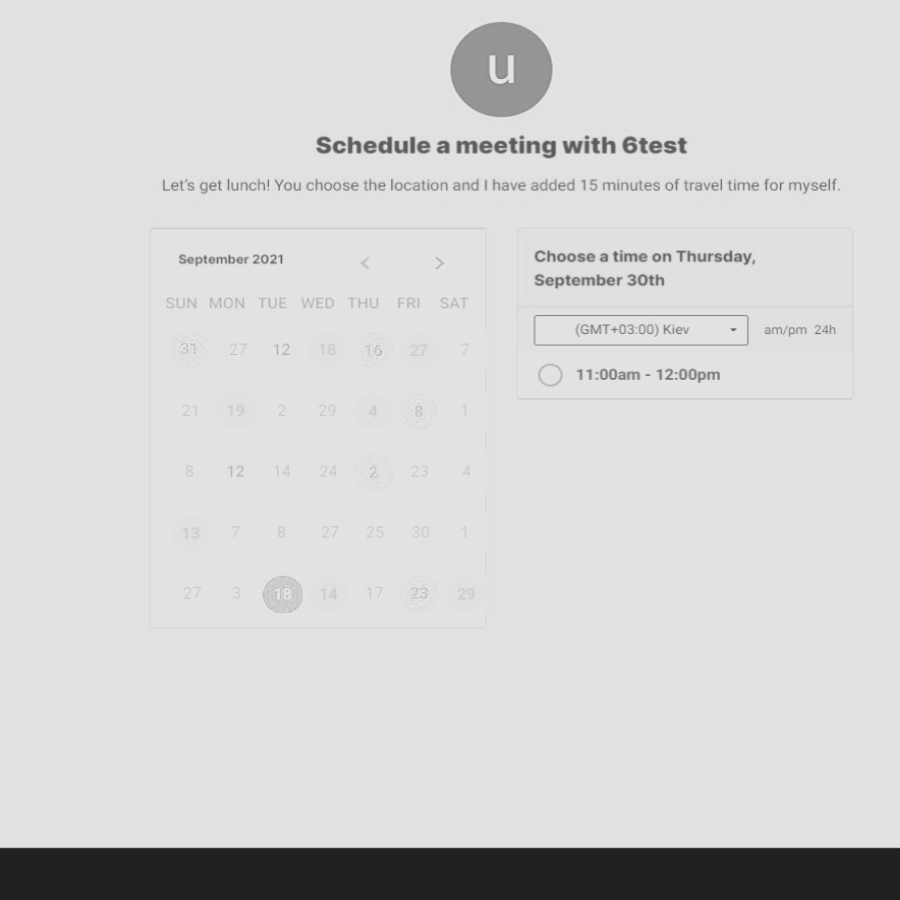 u
Schedule a meeting with 6test
Let's get lunch! You choose the location and I have added 15 minutes of travel time for myself.
September 2021
SUN MON TUE WED THU FRI SAT
31 27 12 18 16 27 7
21 19 2 29 4 8 1
8 12 14 24 2 23 4
13 7 8 27 25 30 1
27 3 18 14 17 23 29
Choose a time on Thursday,
September 30th
(GMT+03:00) Kiev am/pm 24h
11:00am - 12:00pm